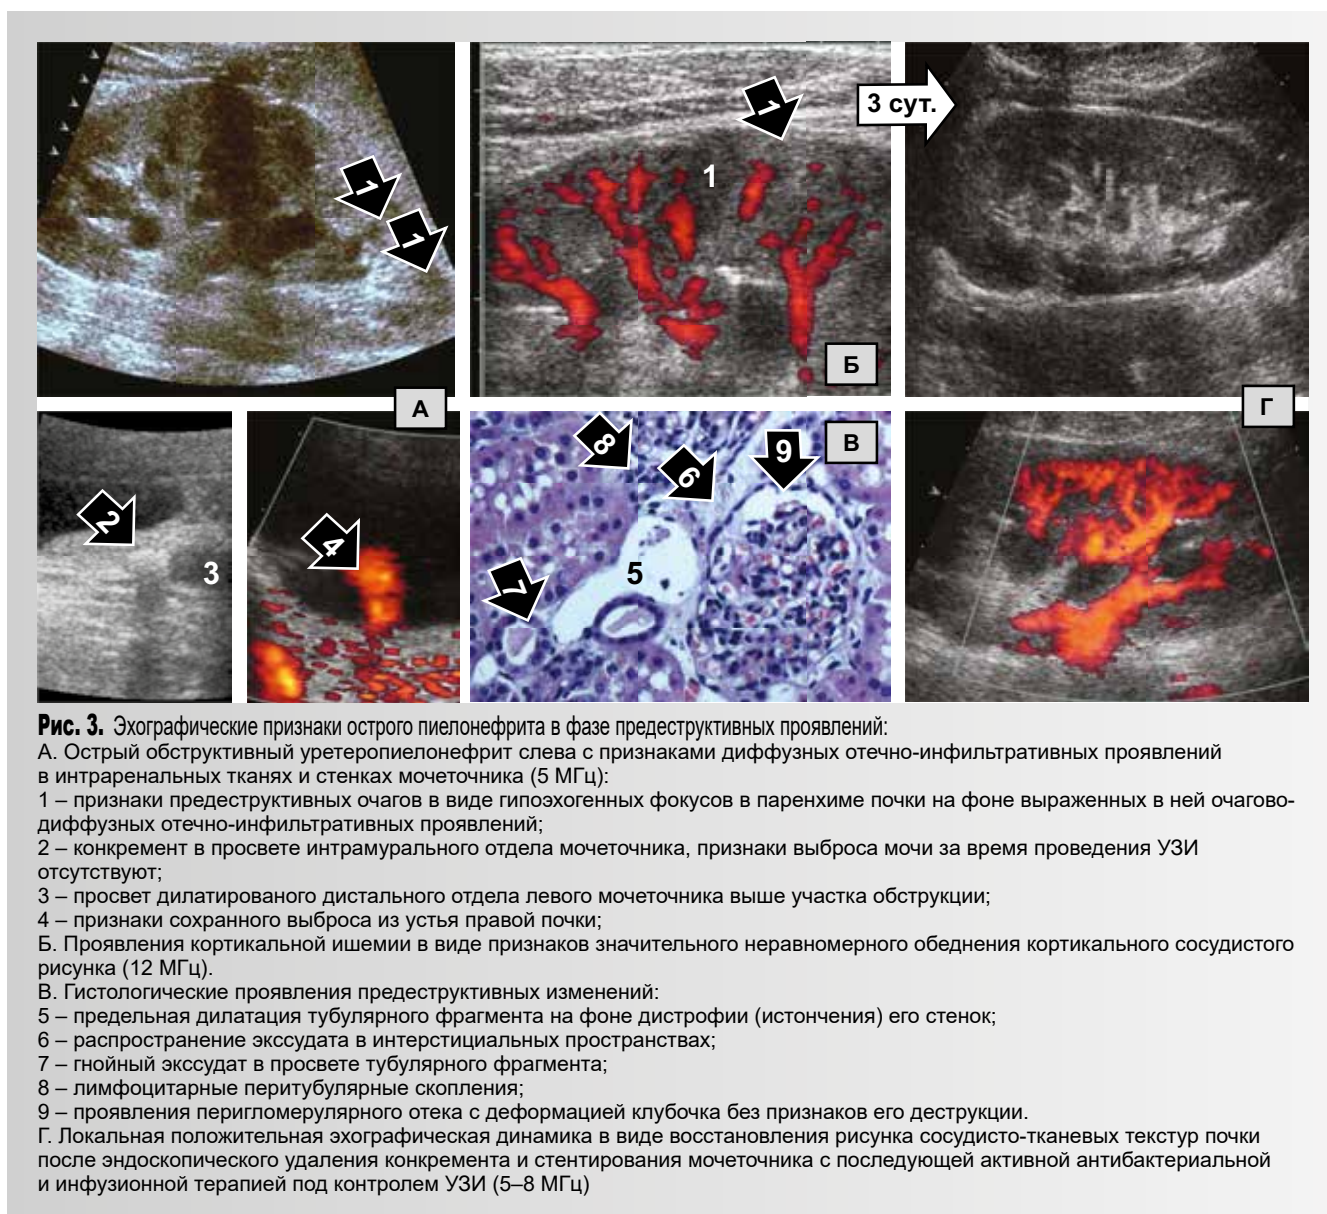 1
1
1
1
3 сут.
Б
А
Г
2
3
4
8
6
9
В
5
7
Рис. 3. Эхографические признаки острого пиелонефрита в фазе предеструктивных проявлений:
А. Острый обструктивный уретеропиелонефрит слева с признаками диффузных отечно-инфильтративных проявлений
в интраренальных тканях и стенках мочеточника (5 МГц):
1 – признаки предеструктивных очагов в виде гипоэхогенных фокусов в паренхиме почки на фоне выраженных в ней очагово-
диффузных отечно-инфильтративных проявлений;
2 – конкремент в просвете интрамурального отдела мочеточника, признаки выброса мочи за время проведения УЗИ
отсутствуют;
3 – просвет дилатированого дистального отдела левого мочеточника выше участка обструкции;
4 – признаки сохранного выброса из устья правой почки;
Б. Проявления кортикальной ишемии в виде признаков значительного неравномерного обеднения кортикального сосудистого
рисунка (12 МГц).
В. Гистологические проявления предеструктивных изменений:
5 – предельная дилатация тубулярного фрагмента на фоне дистрофии (истончения) его стенок;
6 – распространение экссудата в интерстициальных пространствах;
7 – гнойный экссудат в просвете тубулярного фрагмента;
8 – лимфоцитарные перитубулярные скопления;
9 – проявления перигломерулярного отека с деформацией клубочка без признаков его деструкции.
Г. Локальная положительная эхографическая динамика в виде восстановления рисунка сосудисто-тканевых текстур почки
после эндоскопического удаления конкремента и стентирования мочеточника с последующей активной антибактериальной
и инфузионной терапией под контролем УЗИ (5–8 МГц)